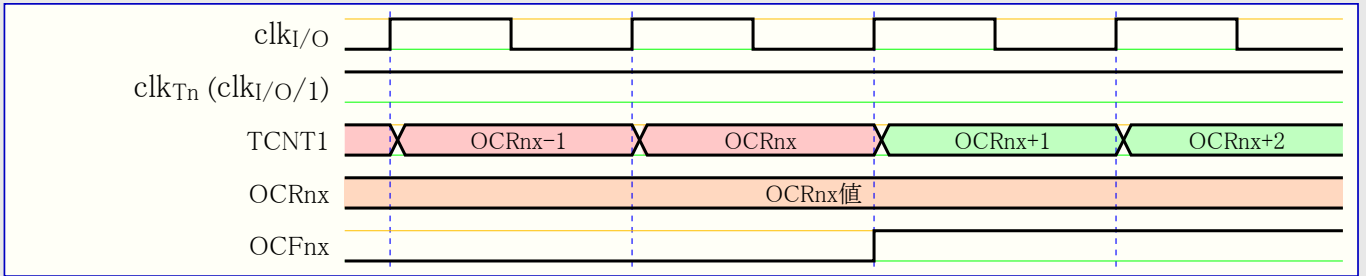 clkI/O
clkTn (clkI/O/1)
TCNT1 OCRnx-1 OCRnx OCRnx+1 OCRnx+2
OCRnx OCRnx値
OCFnx